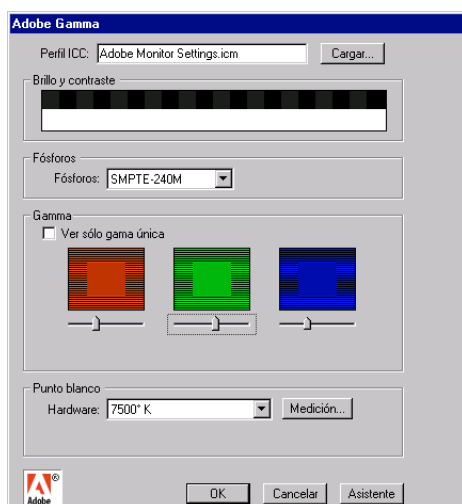 Adobe Gamma
Perfil ICC: Adobe Monitor Settings.icm Cargar...
Brillo y contraste
Fósforos
Fósforos: SMPTE-240M
Gamma
Ver sólo gama única
Punto blanco
Hardware: 7500° K Medición...
Adobe ® OK Cancelar Asistente